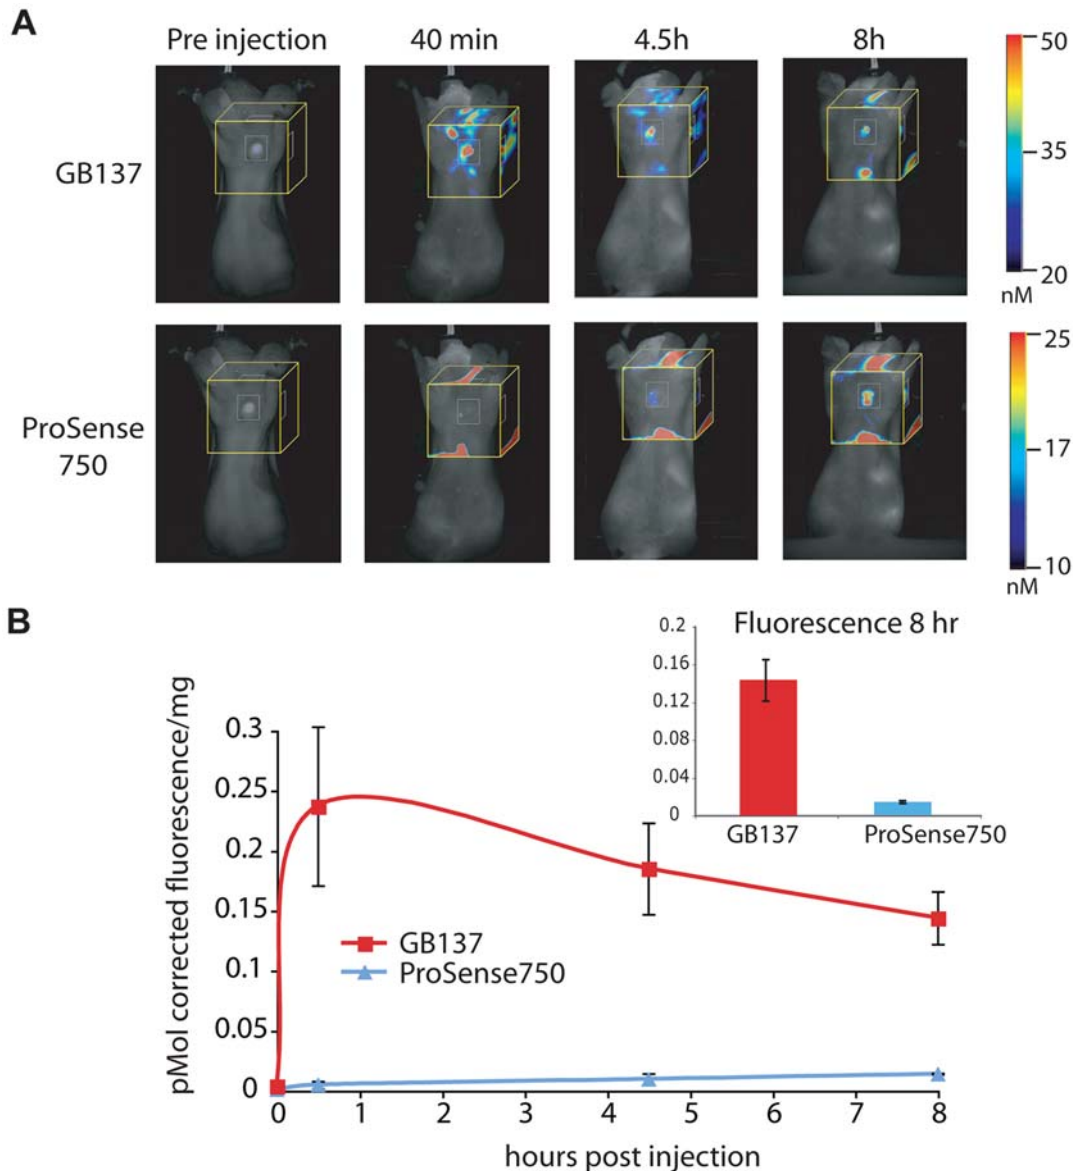 A
Pre injection 40 min 4.5h 8h
GB137
50
35
20
nM
ProSense
750
25
17
10
nM
B
Fluorescence 8 hr
0.2
0.16
0.12
0.08
0.04
0
GB137 ProSense750
pMol corrected fluorescence/mg
0.3
0.25
0.2
0.15
0.1
0.05
0
GB137
ProSense750
0 1 2 3 4 5 6 7 8
hours post injection